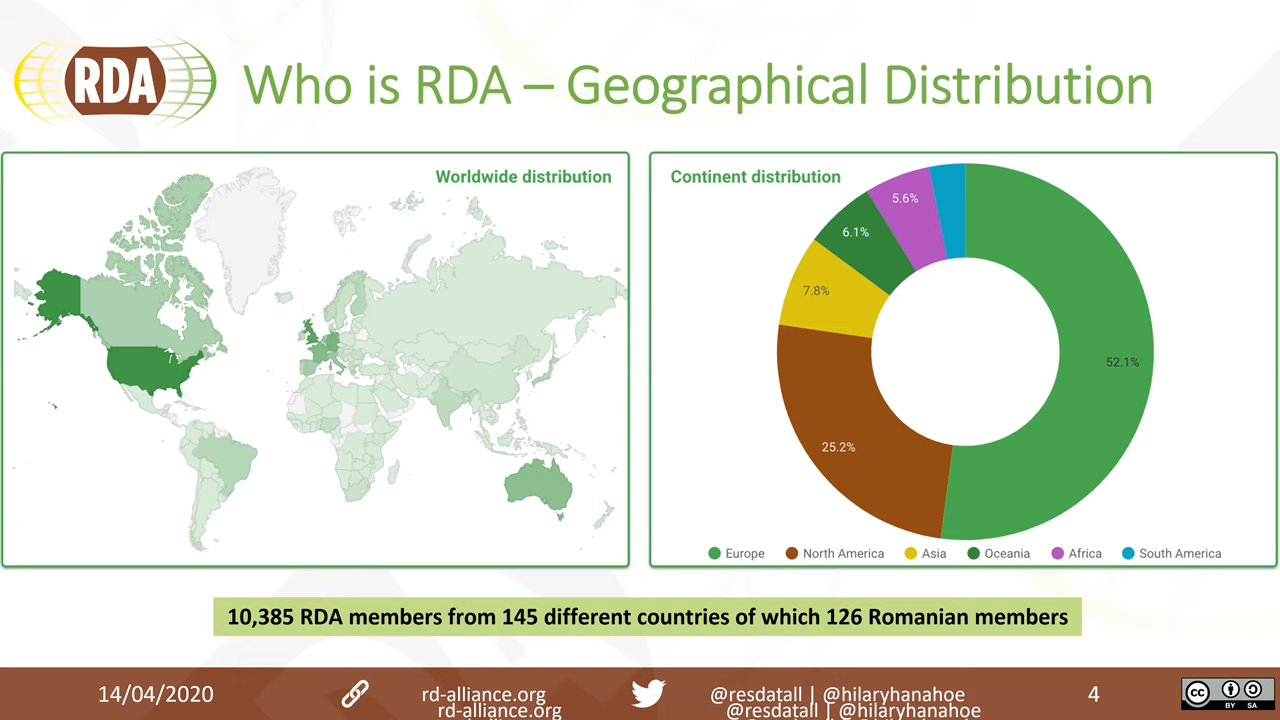 RDA
Who is RDA – Geographical Distribution
Worldwide distribution
Continent distribution
5.6%
6.1%
7.8%
52.1%
25.2%
Europe North America Asia Oceania Africa South America
10,385 RDA members from 145 different countries of which 126 Romanian members
14/04/2020 rd-alliance.org @resdatall | @hilaryhanahoe 4
rd-alliance.org @resdatall | @hilaryhanahoe
cc BY SA